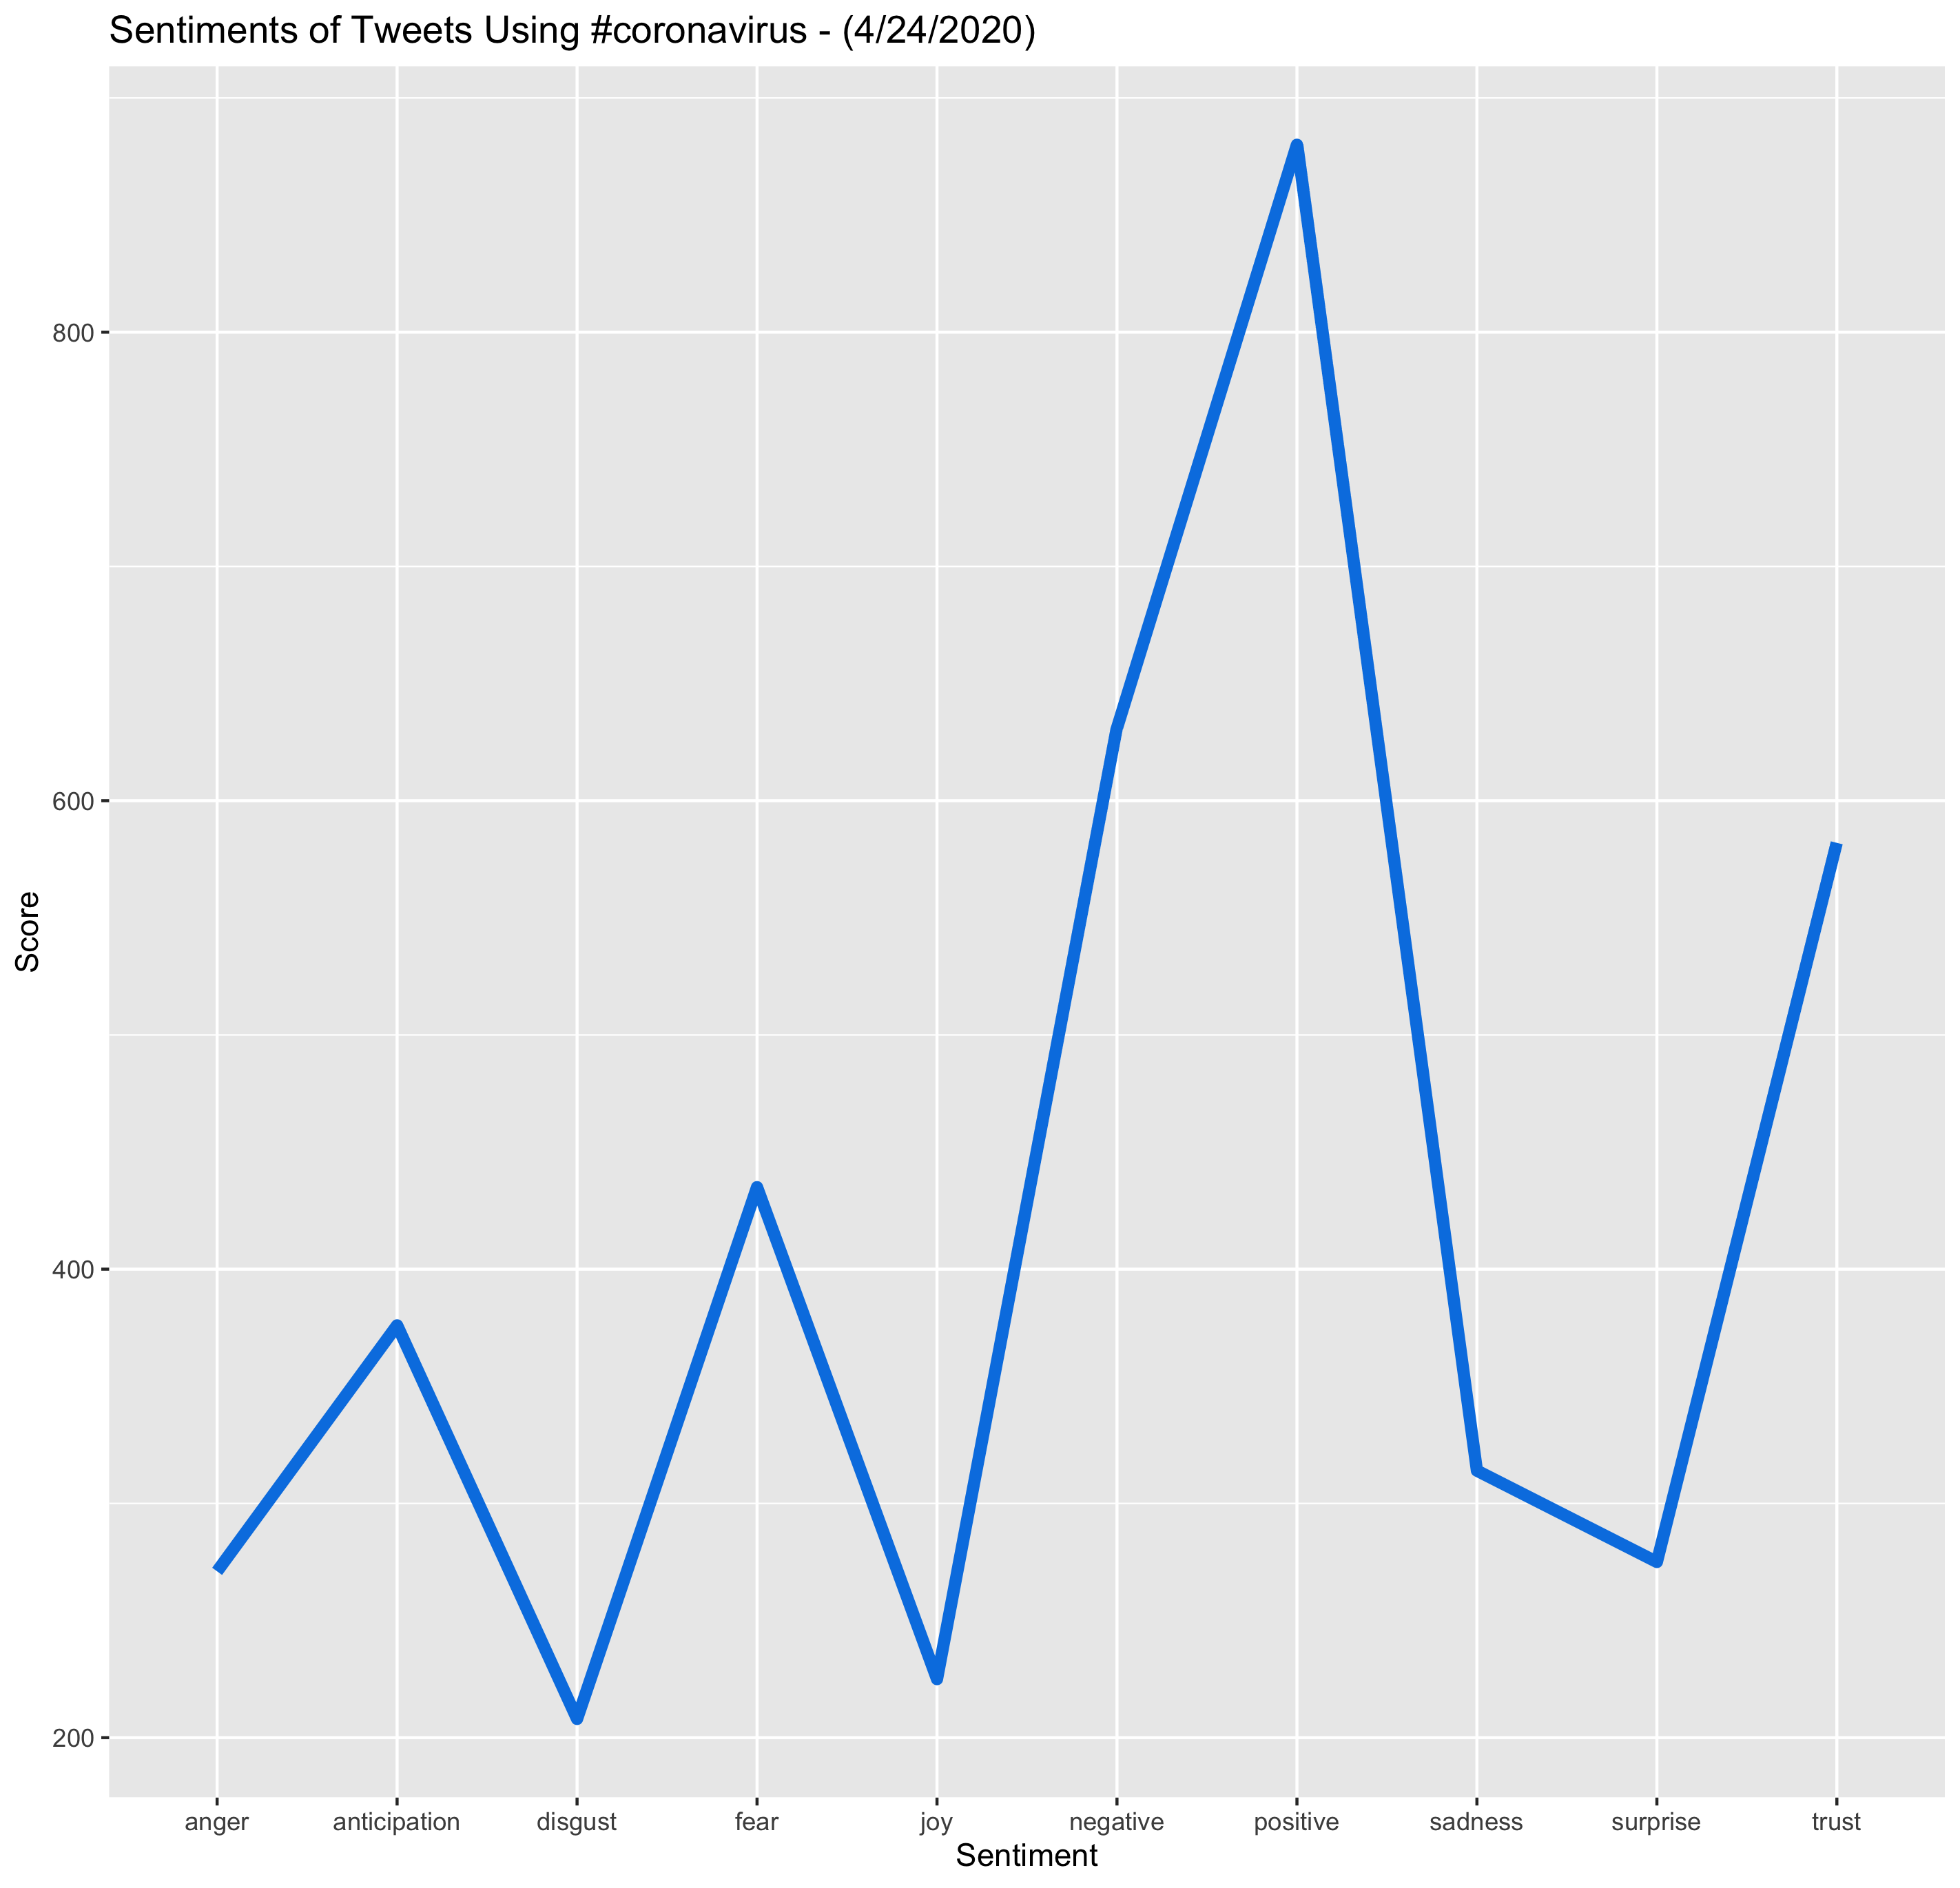 Sentiments of Tweets Using #coronavirus - (4/24/2020)
800
600
400
200
Score
anger anticipation disgust fear joy negative positive sadness surprise trust
Sentiment